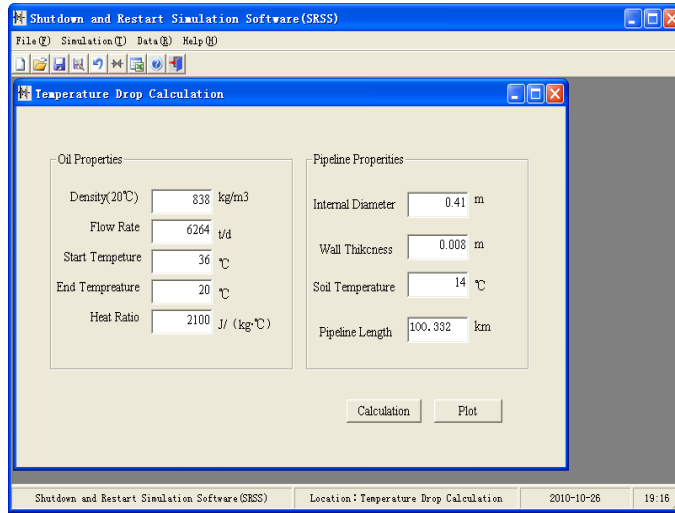 Shutdown and Restart Simulation Software(SRSS)
File(F) Simulation(T) Data(R) Help(H)
Temperature Drop Calculation
Oil Properties
Density(20℃) 838 kg/m3
Flow Rate 6264 t/d
Start Tempeture 36 ℃
End Tempreature 20 ℃
Heat Ratio 2100 J/ (kg·℃)
Pipeline Properities
Internal Diameter 0.41 m
Wall Thikcness 0.008 m
Soil Temperature 14 ℃
Pipeline Length 100.332 km
Calculation Plot
Shutdown and Restart Simulation Software(SRSS) Location：Temperature Drop Calculation 2010-10-26 19:16